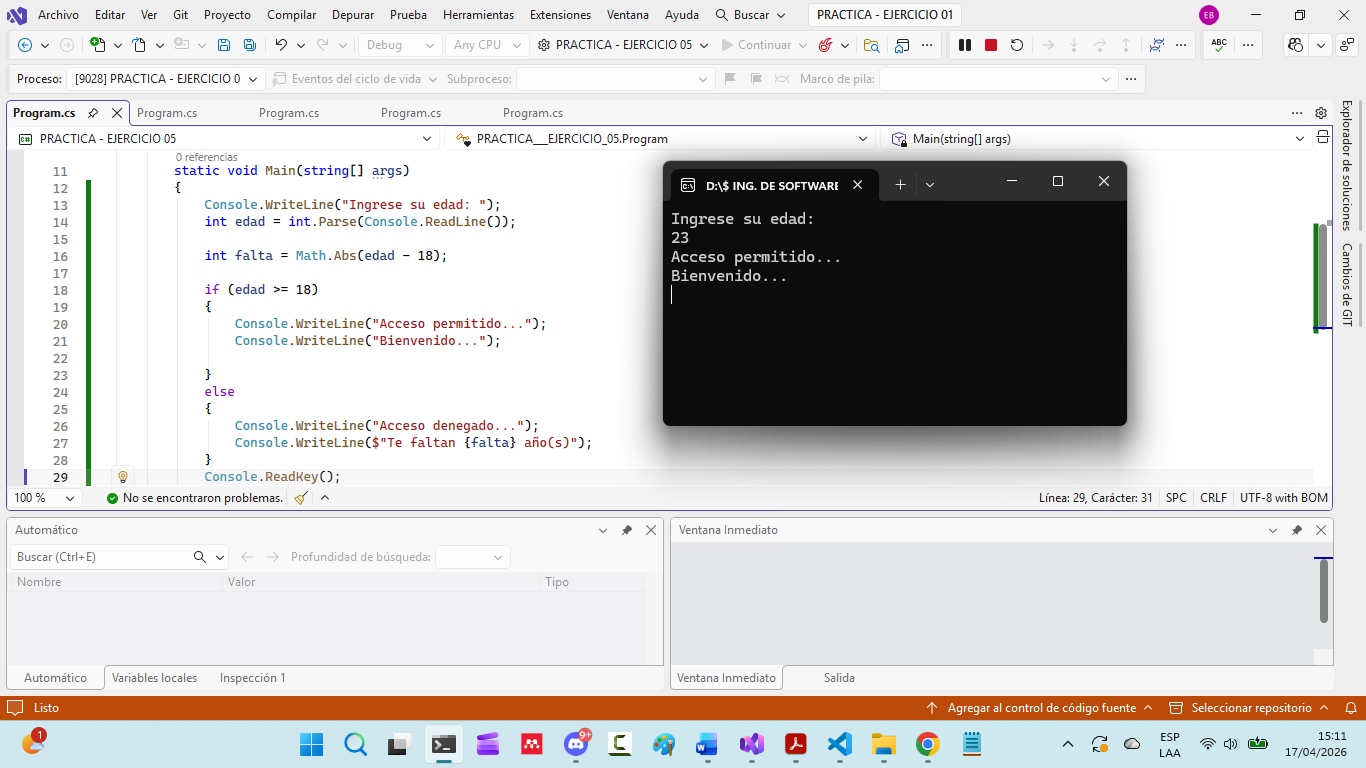 Archivo Editar Ver Git Proyecto Compilar Depurar Prueba Herramientas Extensiones Ventana Ayuda Buscar PRACTICA - EJERCICIO 01 EB
Debug Any CPU PRACTICA - EJERCICIO 05 Continuar ABC
Proceso: [9028] PRACTICA - EJERCICIO 0 Eventos del ciclo de vida Subproceso: Marco de pila:
Program.cs Program.cs Program.cs Program.cs Program.cs
C# PRACTICA - EJERCICIO 05 PRACTICA___EJERCICIO_05.Program Main(string[] args)
0 referencias
11 static void Main(string[] args)
12 {
13 Console.WriteLine("Ingrese su edad: ");
14 int edad = int.Parse(Console.ReadLine());
15
16 int falta = Math.Abs(edad - 18);
17
18 if (edad >= 18)
19 {
20 Console.WriteLine("Acceso permitido...");
21 Console.WriteLine("Bienvenido...");
22
23 }
24 else
25 {
26 Console.WriteLine("Acceso denegado...");
27 Console.WriteLine($"Te faltan {falta} año(s)");
28 }
29 Console.ReadKey();
D:\$ ING. DE SOFTWARE
Ingrese su edad:
23
Acceso permitido...
Bienvenido...
Explorador de soluciones
Cambios de GIT
100 % No se encontraron problemas. Línea: 29, Carácter: 31 SPC CRLF UTF-8 with BOM
Automático
Buscar (Ctrl+E) Profundidad de búsqueda:
Nombre Valor Tipo
Automático Variables locales Inspección 1
Ventana Inmediato
Ventana Inmediato Salida
Listo Agregar al control de código fuente Seleccionar repositorio
1 9+ ESP
LAA
15:11
17/04/2026